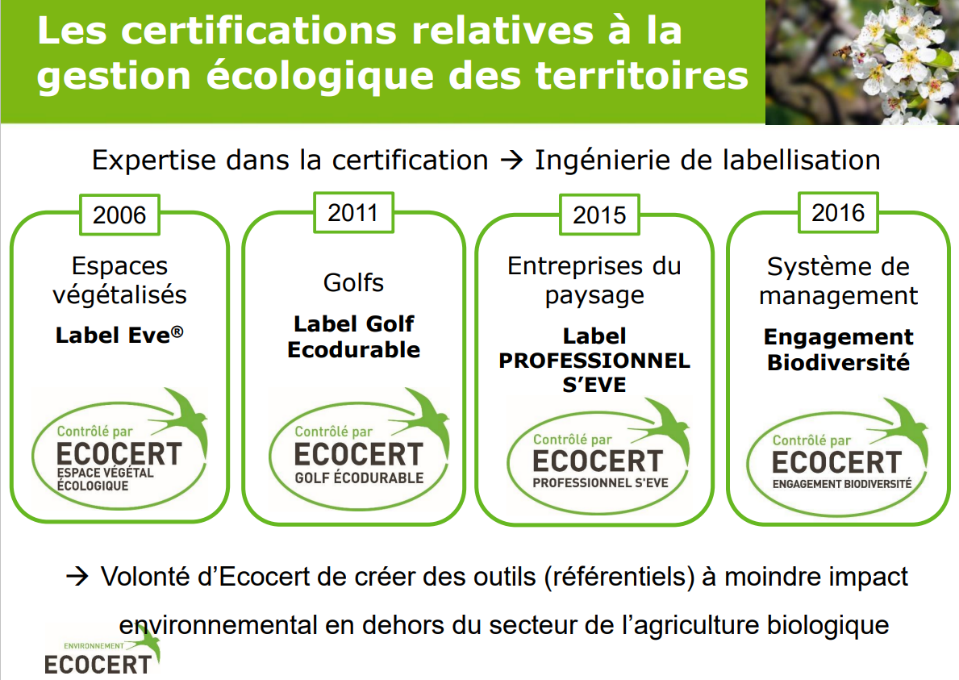 Les certifications relatives à la
gestion écologique des territoires
Expertise dans la certification → Ingénierie de labellisation
2006
Espaces
végétalisés
Label Eve®
Contrôlé par
ECOCERT
ESPACE VÉGÉTAL
ÉCOLOGIQUE
2011
Golfs
Label Golf
Ecodurable
Contrôlé par
ECOCERT
GOLF ÉCODURABLE
2015
Entreprises du
paysage
Label
PROFESSIONNEL
S’EVE
Contrôlé par
ECOCERT
PROFESSIONNEL S'EVE
2016
Système de
management
Engagement
Biodiversité
Contrôlé par
ECOCERT
ENGAGEMENT BIODIVERSITÉ
→ Volonté d’Ecocert de créer des outils (référentiels) à moindre impact
environnemental en dehors du secteur de l’agriculture biologique
ENVIRONNEMENT
ECOCERT